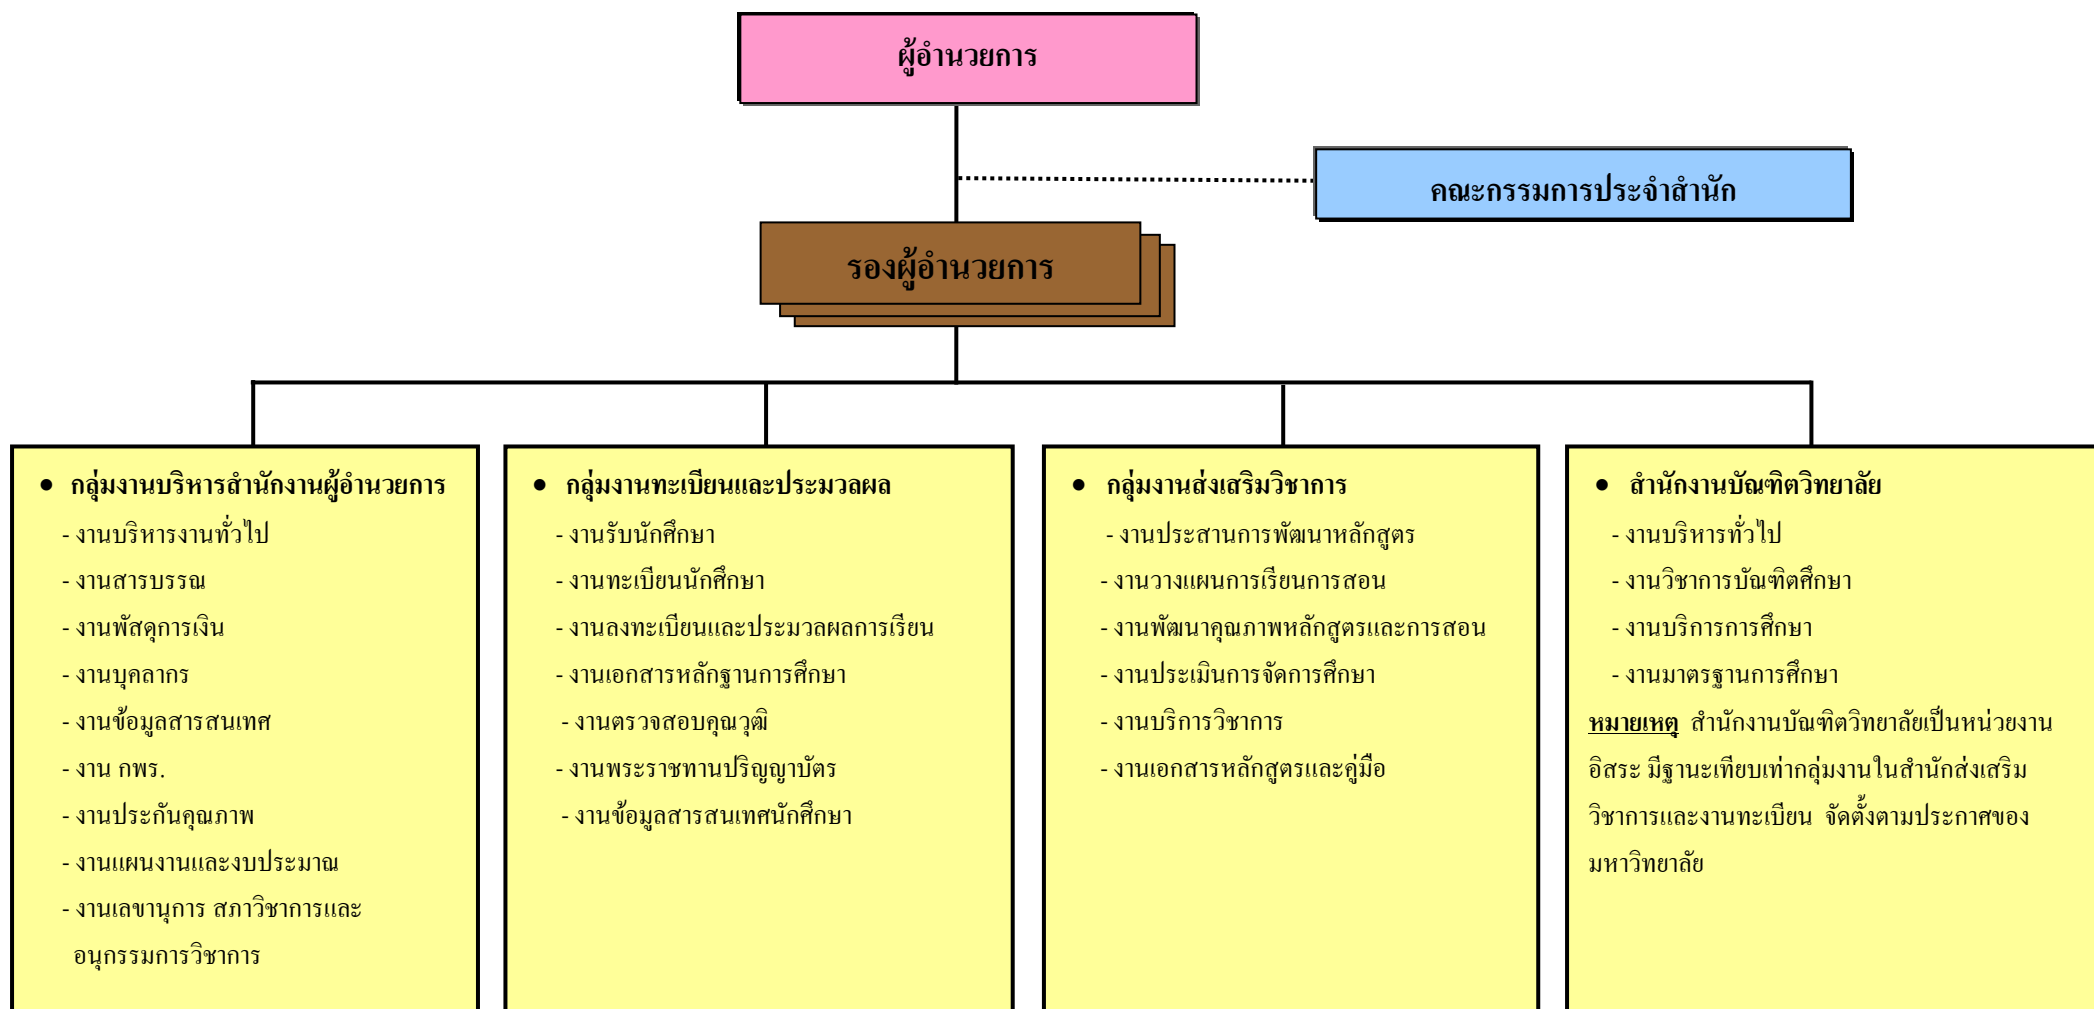 ผู้อำนวยการ
คณะกรรมการประจำสำนัก
รองผู้อำนวยการ
● กลุ่มงานบริหารสำนักงานผู้อำนวยการ
- งานบริหารงานทั่วไป
- งานสารบรรณ
- งานพัสดุการเงิน
- งานบุคลากร
- งานข้อมูลสารสนเทศ
- งาน กพร.
- งานประกันคุณภาพ
- งานแผนงานและงบประมาณ
- งานเลขานุการ สภาวิชาการและ
อนุกรรมการวิชาการ
● กลุ่มงานทะเบียนและประมวลผล
- งานรับนักศึกษา
- งานทะเบียนนักศึกษา
- งานลงทะเบียนและประมวลผลการเรียน
- งานเอกสารหลักฐานการศึกษา
- งานตรวจสอบคุณวุฒิ
- งานพระราชทานปริญญาบัตร
- งานข้อมูลสารสนเทศนักศึกษา
● กลุ่มงานส่งเสริมวิชาการ
- งานประสานการพัฒนาหลักสูตร
- งานวางแผนการเรียนการสอน
- งานพัฒนาคุณภาพหลักสูตรและการสอน
- งานประเมินการจัดการศึกษา
- งานบริการวิชาการ
- งานเอกสารหลักสูตรและคู่มือ
● สำนักงานบัณฑิตวิทยาลัย
- งานบริหารทั่วไป
- งานวิชาการบัณฑิตศึกษา
- งานบริการการศึกษา
- งานมาตรฐานการศึกษา
หมายเหตุ สำนักงานบัณฑิตวิทยาลัยเป็นหน่วยงาน
อิสระ มีฐานะเทียบเท่ากลุ่มงานในสำนักส่งเสริม
วิชาการและงานทะเบียน จัดตั้งตามประกาศของ
มหาวิทยาลัย